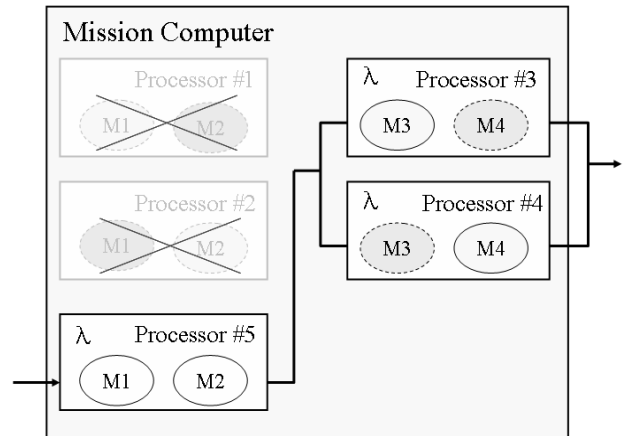 Mission Computer
Processor #1
M1 M2
Processor #2
M1 M2
λ Processor #5
M1 M2
λ Processor #3
M3 M4
λ Processor #4
M3 M4